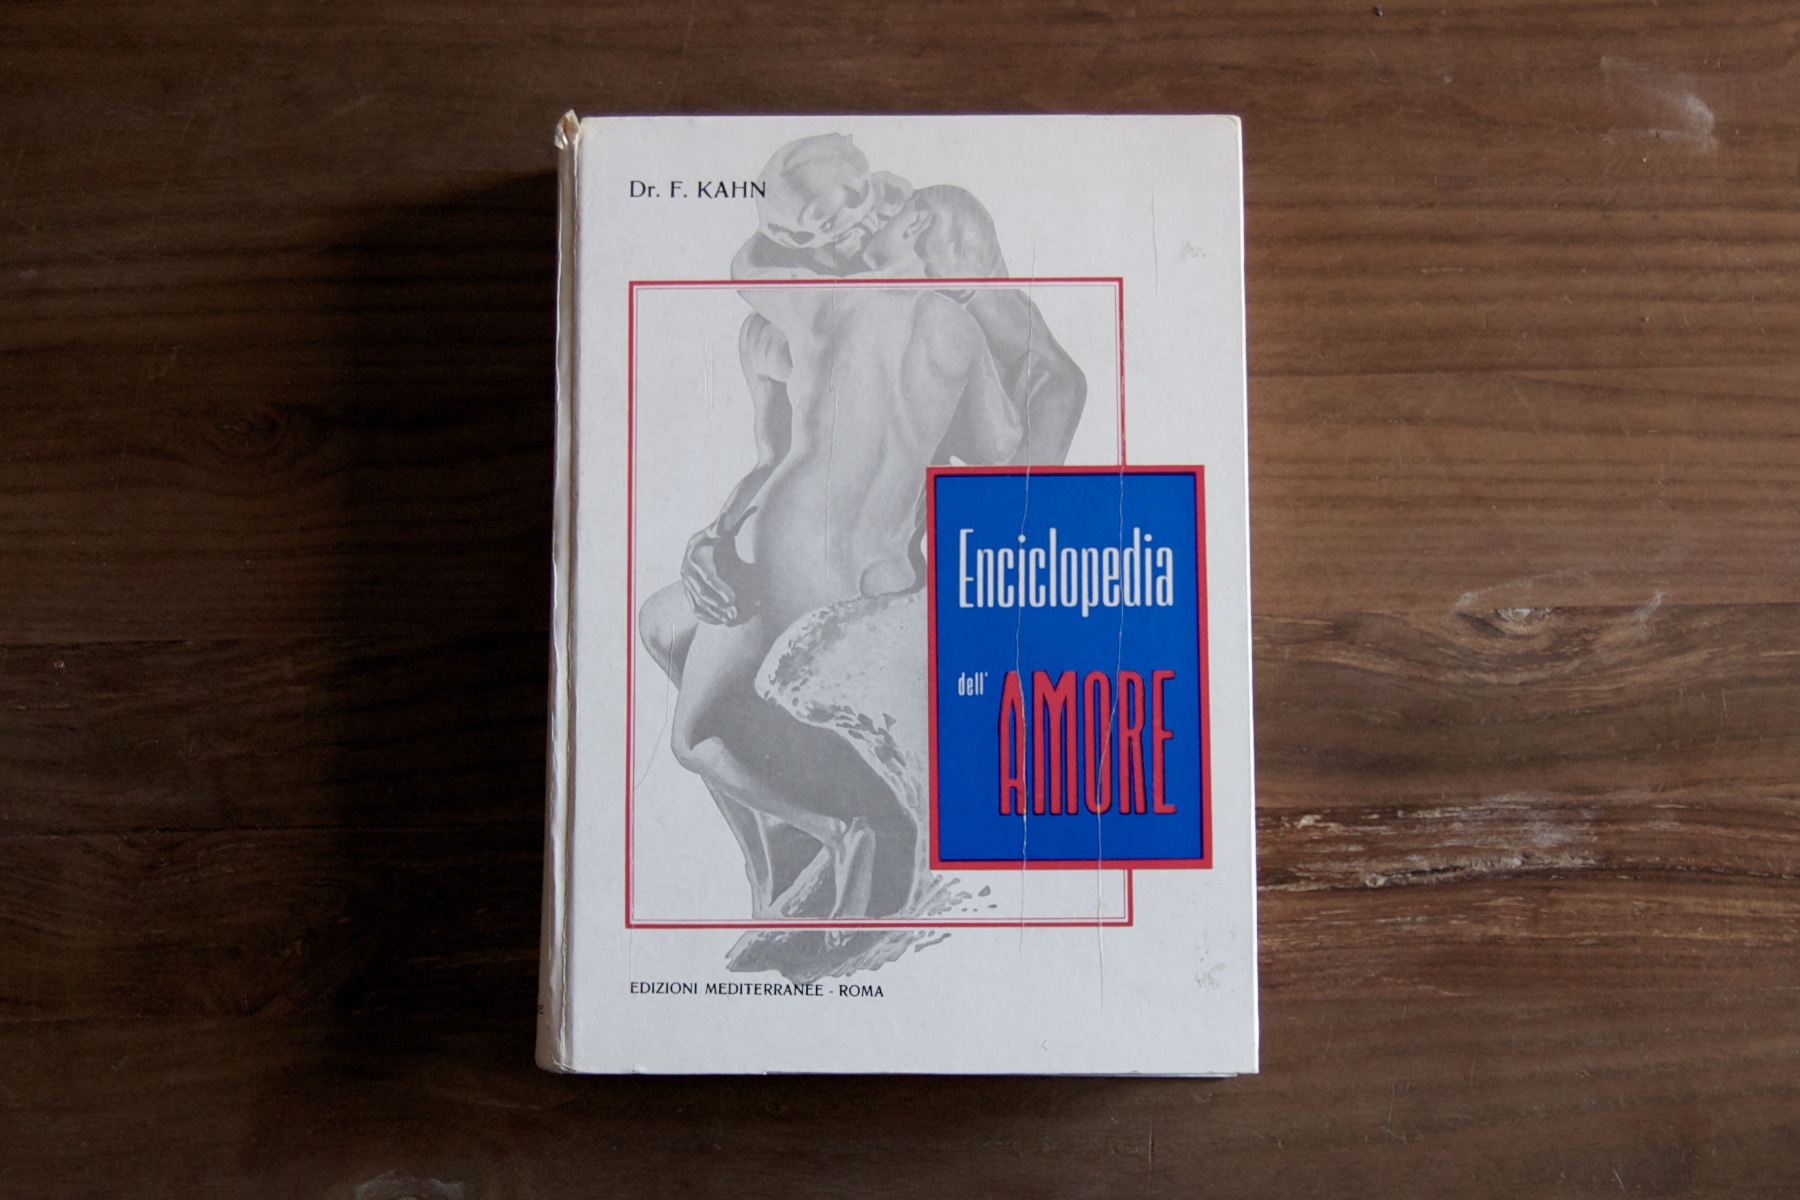 Dr. F. KAHN
Enciclopedia
dell'
AMORE
EDIZIONI MEDITERRANEE - ROMA